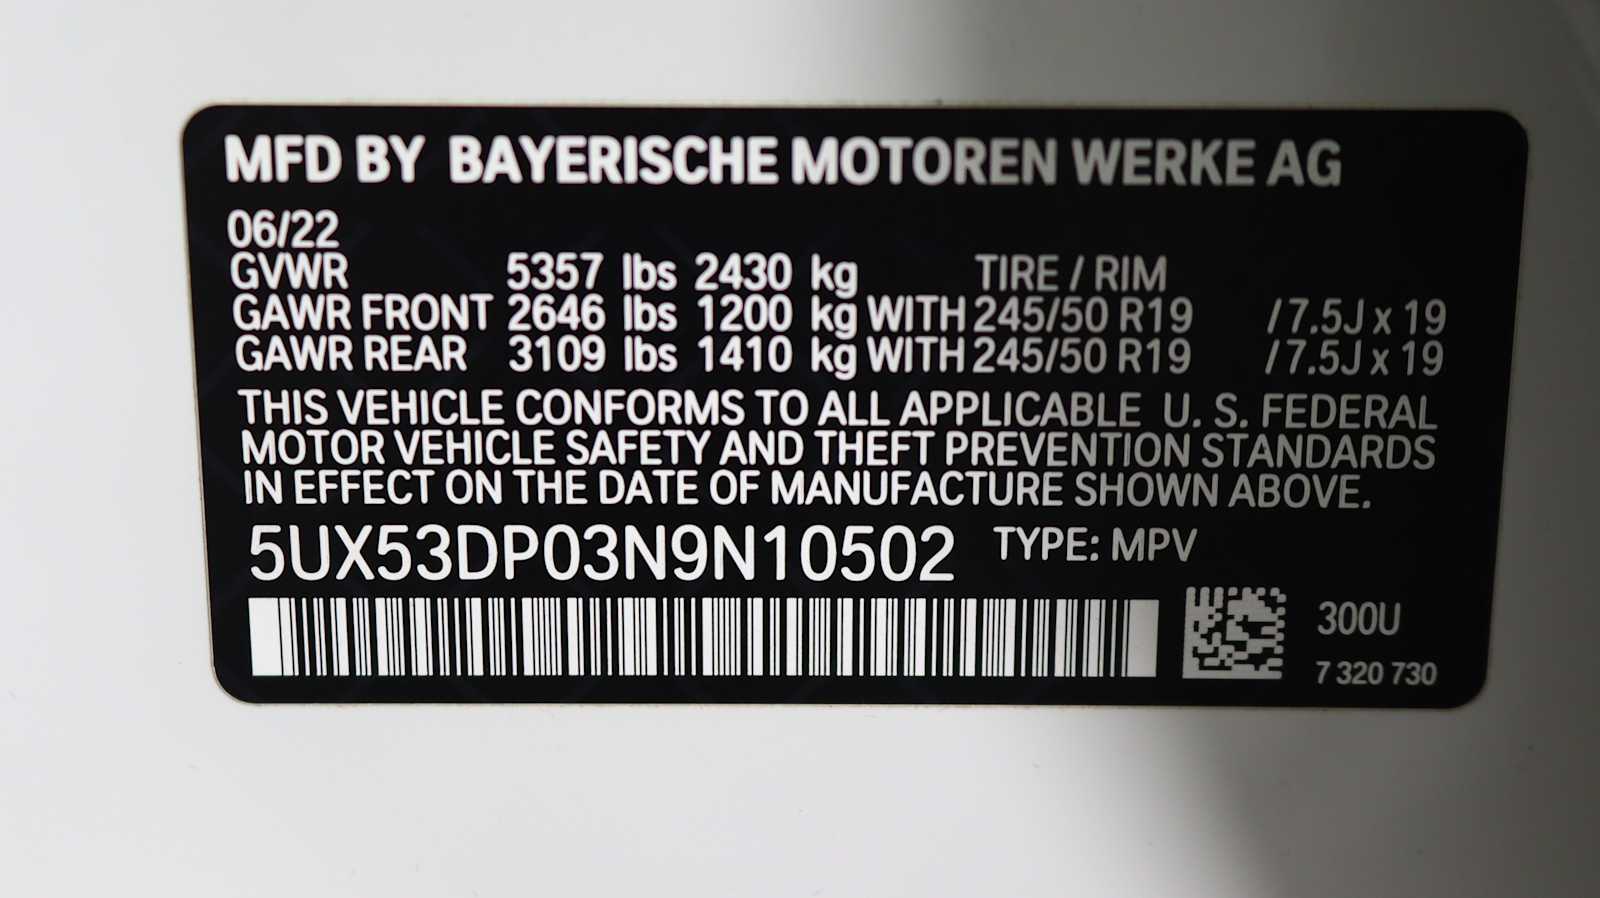 MFD BY BAYERISCHE MOTOREN WERKE AG
06/22
GVWR 5357 lbs 2430 kg TIRE / RIM
GAWR FRONT 2646 lbs 1200 kg WITH 245/50 R19 / 7.5J x 19
GAWR REAR 3109 lbs 1410 kg WITH 245/50 R19 / 7.5J x 19
THIS VEHICLE CONFORMS TO ALL APPLICABLE U. S. FEDERAL
MOTOR VEHICLE SAFETY AND THEFT PREVENTION STANDARDS
IN EFFECT ON THE DATE OF MANUFACTURE SHOWN ABOVE.
5UX53DP03N9N10502 TYPE: MPV
300U
7 320 730